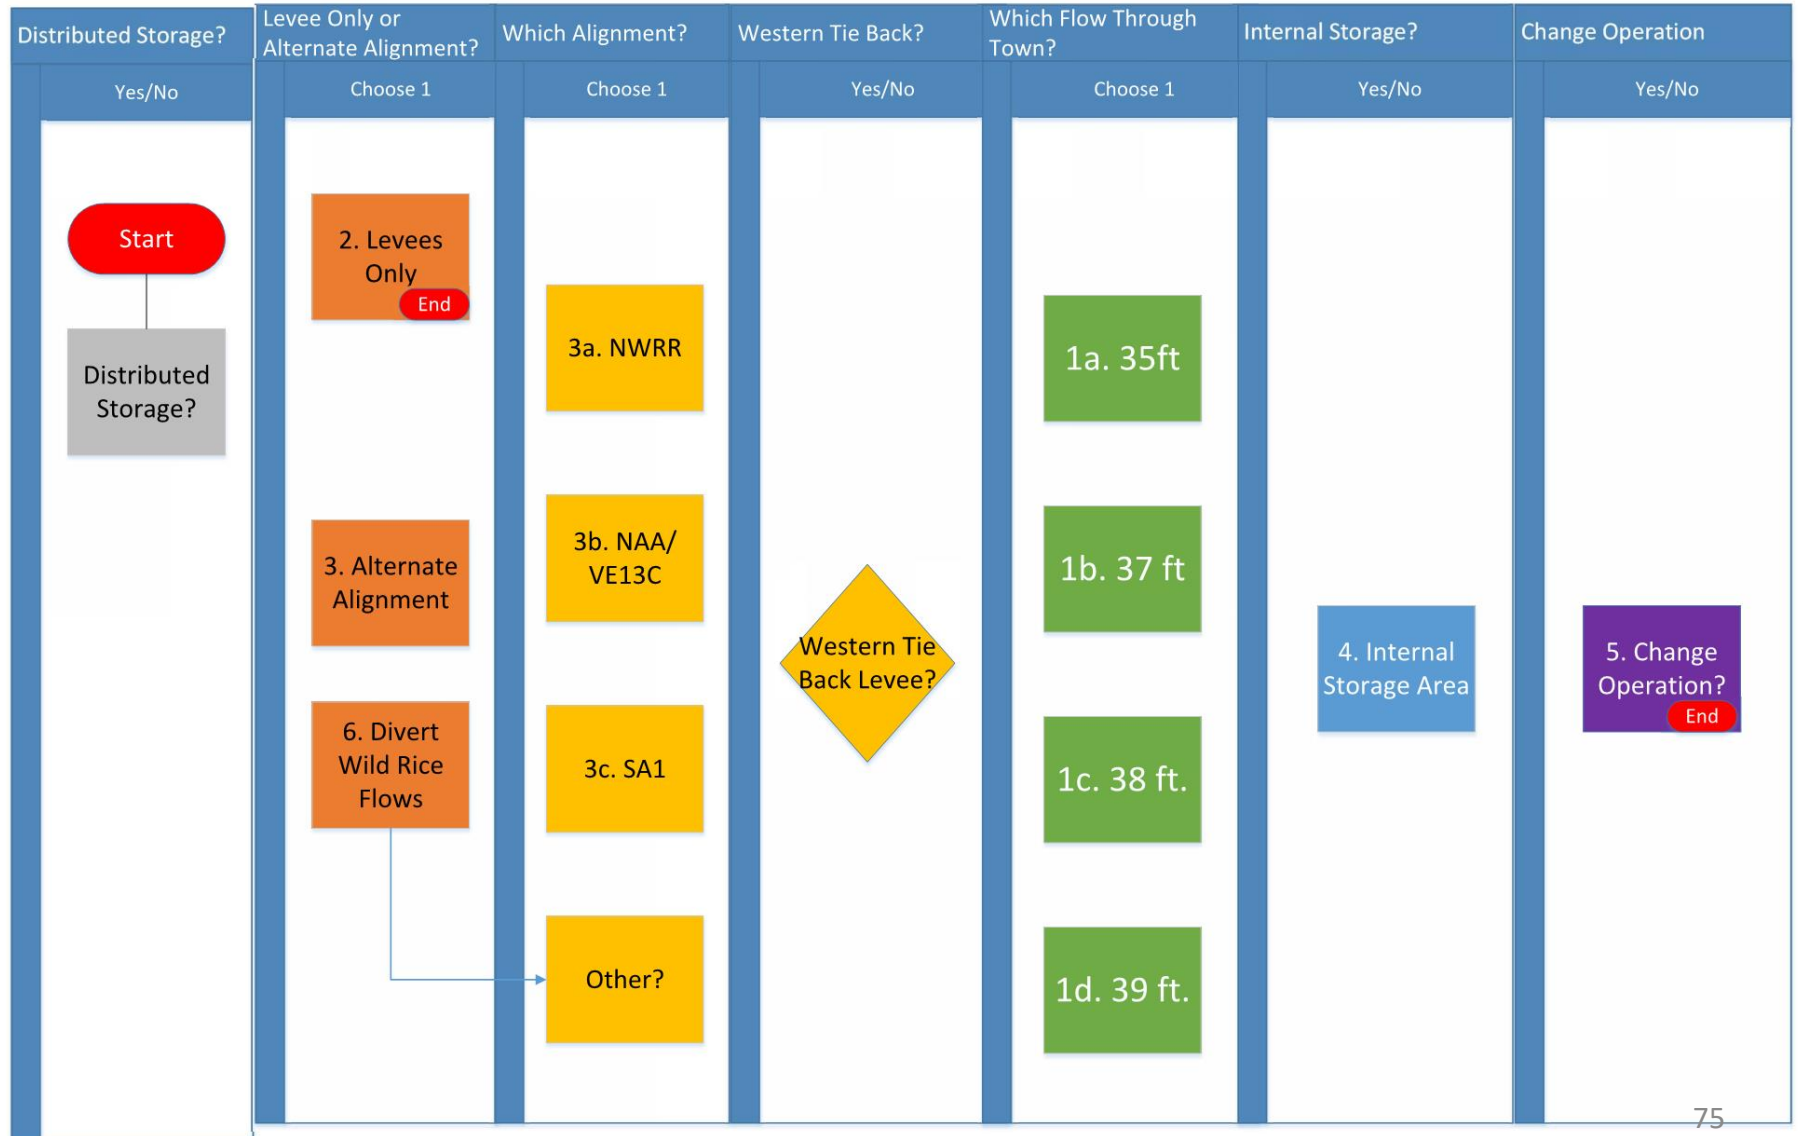 Distributed Storage?
Levee Only or
Alternate Alignment?
Which Alignment?
Western Tie Back?
Which Flow Through
Town?
Internal Storage?
Change Operation
Yes/No
Choose 1
Choose 1
Yes/No
Choose 1
Yes/No
Yes/No
Start
Distributed
Storage?
2. Levees
Only
End
3. Alternate
Alignment
6. Divert
Wild Rice
Flows
3a. NWRR
3b. NAA/
VE13C
3c. SA1
Other?
Western Tie
Back Levee?
1a. 35ft
1b. 37 ft
1c. 38 ft.
1d. 39 ft.
4. Internal
Storage Area
5. Change
Operation?
End
75